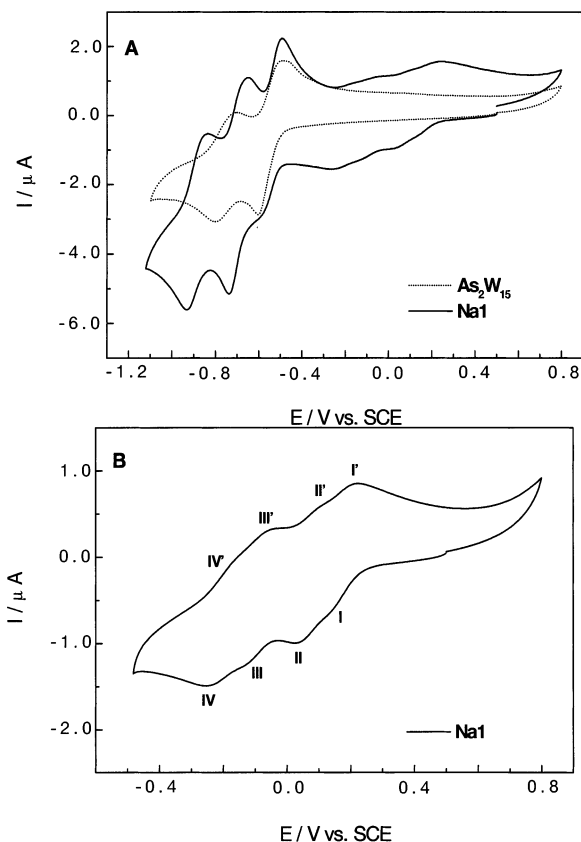 A
2.0
0.0
-2.0
-4.0
-6.0
I / μ A
As₂W₁₅
Na1
-1.2 -0.8 -0.4 0.0 0.4 0.8
E / V vs. SCE
B
1.0
0.0
-1.0
-2.0
I / μ A
I'
II'
III'
IV'
I
II
III
IV
Na1
-0.4 0.0 0.4 0.8
E / V vs. SCE